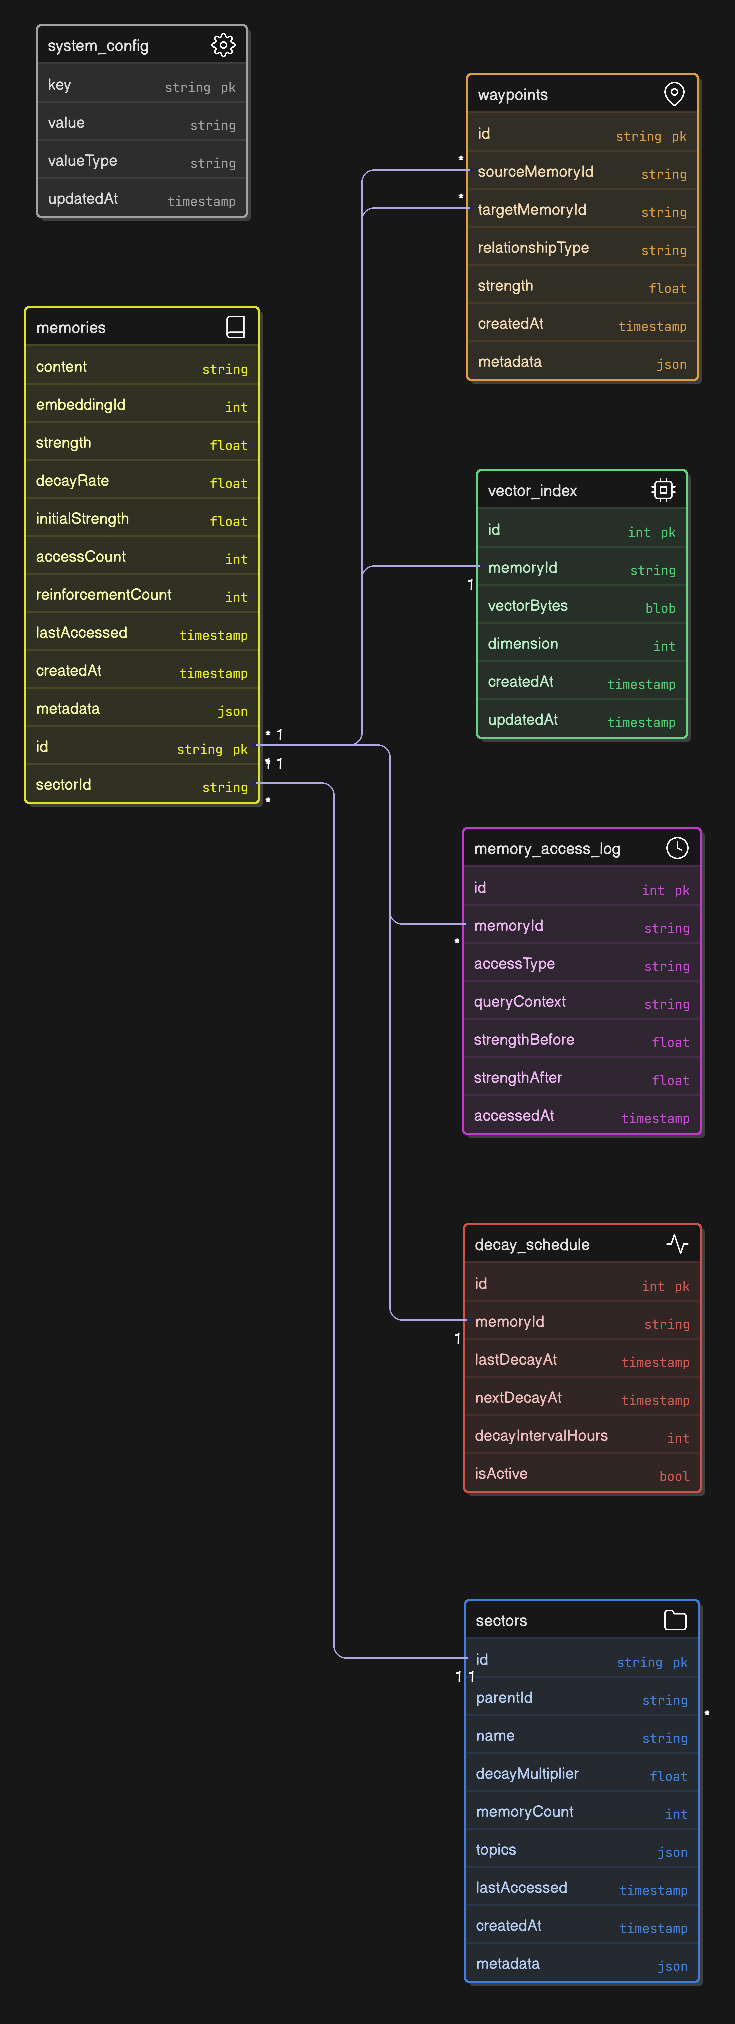 system_config
key string pk
value string
valueType string
updatedAt timestamp
memories
content string
embeddingId int
strength float
decayRate float
initialStrength float
accessCount int
reinforcementCount int
lastAccessed timestamp
createdAt timestamp
metadata json
* 1
id string pk
1 1
sectorId string
*
waypoints
id string pk
*
sourceMemoryId string
*
targetMemoryId string
relationshipType string
strength float
createdAt timestamp
metadata json
vector_index
id int pk
memoryId string
1
vectorBytes blob
dimension int
createdAt timestamp
updatedAt timestamp
memory_access_log
id int pk
memoryId string
*
accessType string
queryContext string
strengthBefore float
strengthAfter float
accessedAt timestamp
decay_schedule
id int pk
memoryId string
1
lastDecayAt timestamp
nextDecayAt timestamp
decayIntervalHours int
isActive bool
sectors
id string pk
1 1
parentId string
*
name string
decayMultiplier float
memoryCount int
topics json
lastAccessed timestamp
createdAt timestamp
metadata json